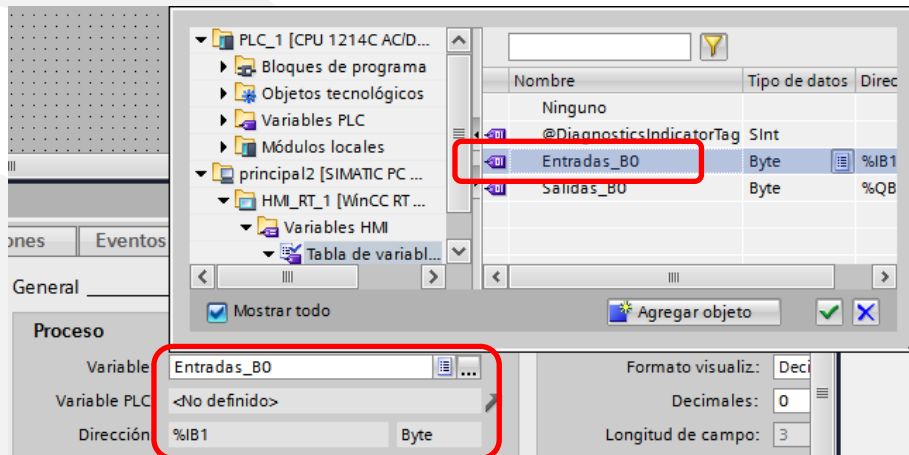 PLC_1 [CPU 1214C AC/D...
Bloques de programa
Objetos tecnológicos
Variables PLC
Módulos locales
principal2 [SIMATIC PC ...
HMI_RT_1 [WinCC RT ...
Variables HMI
Tabla de variabl...
Nombre Tipo de datos Direc
Ninguno
@DiagnosticsIndicatorTag SInt
Entradas_B0 Byte %IB1
Salidas_B0 Byte %QB
Mostrar todo
Agregar objeto
ones Eventos
General
Proceso
Variable Entradas_B0 ...
Variable PLC <No definido>
Dirección %IB1 Byte
Formato visualiz.: Deci
Decimales: 0
Longitud de campo: 3